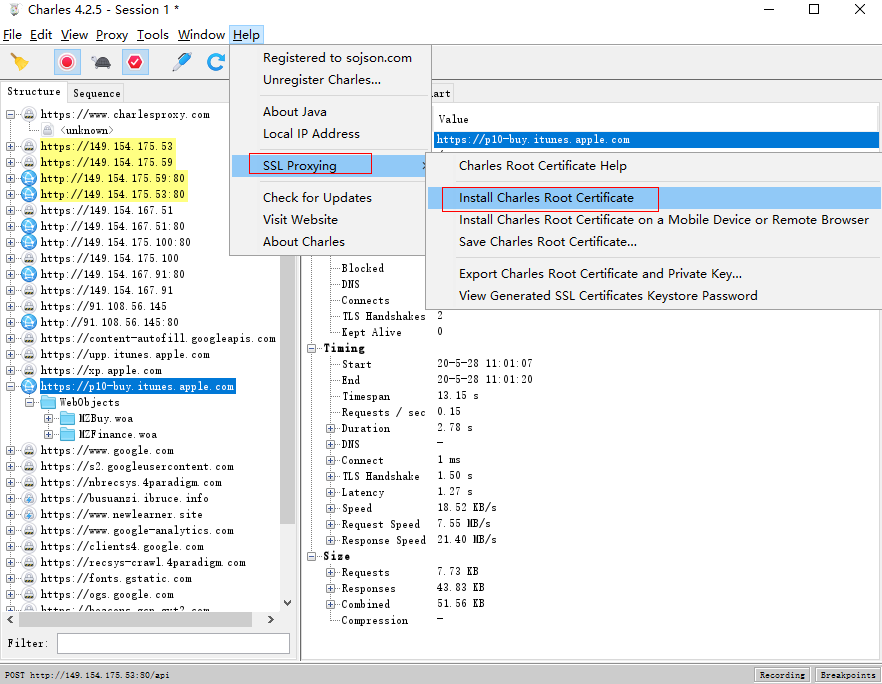 Charles 4.2.5 - Session 1 *
File Edit View Proxy Tools Window Help
Registered to sojson.com
Unregister Charles...
About Java
Local IP Address
SSL Proxying
Check for Updates
Visit Website
About Charles
Charles Root Certificate Help
Install Charles Root Certificate
Install Charles Root Certificate on a Mobile Device or Remote Browser
Save Charles Root Certificate...
Export Charles Root Certificate and Private Key...
View Generated SSL Certificates Keystore Password
Structure Sequence
https://www.charlesproxy.com
<unknown>
https://149.154.175.53
https://149.154.175.59
http://149.154.175.59:80
http://149.154.175.53:80
https://149.154.167.51
http://149.154.167.51:80
http://149.154.175.100:80
https://149.154.175.100
http://149.154.167.91:80
https://149.154.167.91
https://91.108.56.145
http://91.108.56.145:80
https://content-autofill.googleapis.com
https://upp.itunes.apple.com
https://xp.apple.com
https://p10-buy.itunes.apple.com
WebObjects
MZBuy.woa
MZFinance.woa
https://www.google.com
https://s2.googleusercontent.com
https://nbrecsys.4paradigm.com
https://busuanzi.ibruce.info
https://www.newlearner.site
https://www.google-analytics.com
https://clients4.google.com
https://recsys-crawl.4paradigm.com
https://fonts.gstatic.com
https://ogs.google.com
Filter:
art
Value
https://p10-buy.itunes.apple.com
Blocked
DNS
Connects
TLS Handshakes 2
Kept Alive 0
Timing
Start 20-5-28 11:01:07
End 20-5-28 11:01:20
Timespan 13.15 s
Requests / sec 0.15
Duration 2.78 s
DNS -
Connect 1 ms
TLS Handshake 1.50 s
Latency 1.27 s
Speed 18.52 KB/s
Request Speed 7.55 MB/s
Response Speed 21.40 MB/s
Size
Requests 7.73 KB
Responses 43.83 KB
Combined 51.56 KB
Compression -
POST http://149.154.175.53:80/api
Recording Breakpoints